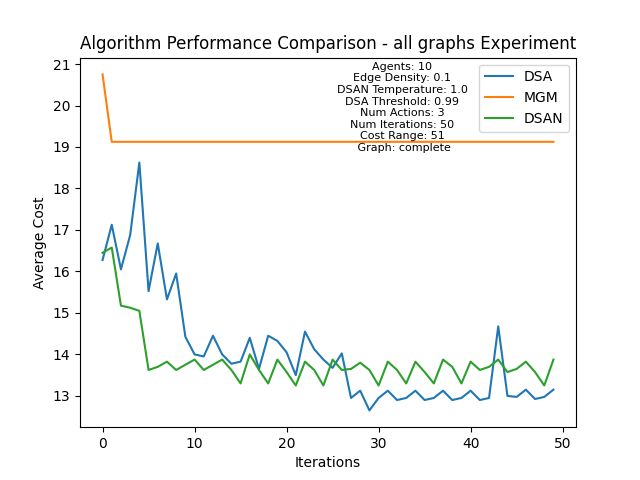 Algorithm Performance Comparison - all graphs Experiment
Agents: 10
Edge Density: 0.1
DSAN Temperature: 1.0
DSA Threshold: 0.99
Num Actions: 3
Num Iterations: 50
Cost Range: 51
Graph: complete
DSA
MGM
DSAN
Average Cost
21
20
19
18
17
16
15
14
13
0
10
20
30
40
50
Iterations